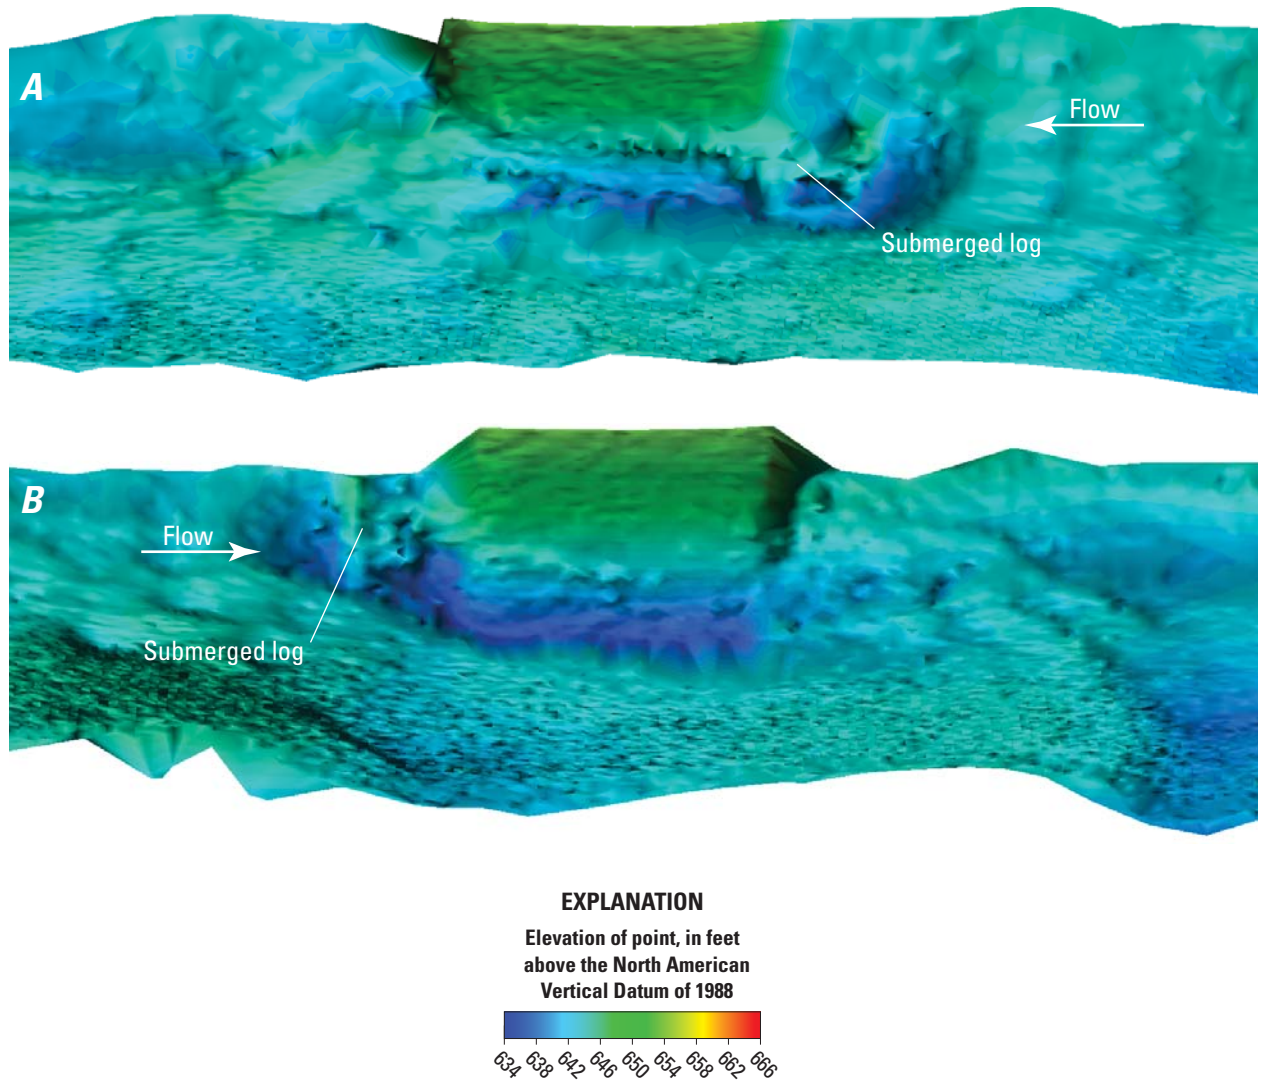 A
Flow
Submerged log
B
Flow
Submerged log
EXPLANATION
Elevation of point, in feet
above the North American
Vertical Datum of 1988
634 638 642 646 650 654 658 662 666